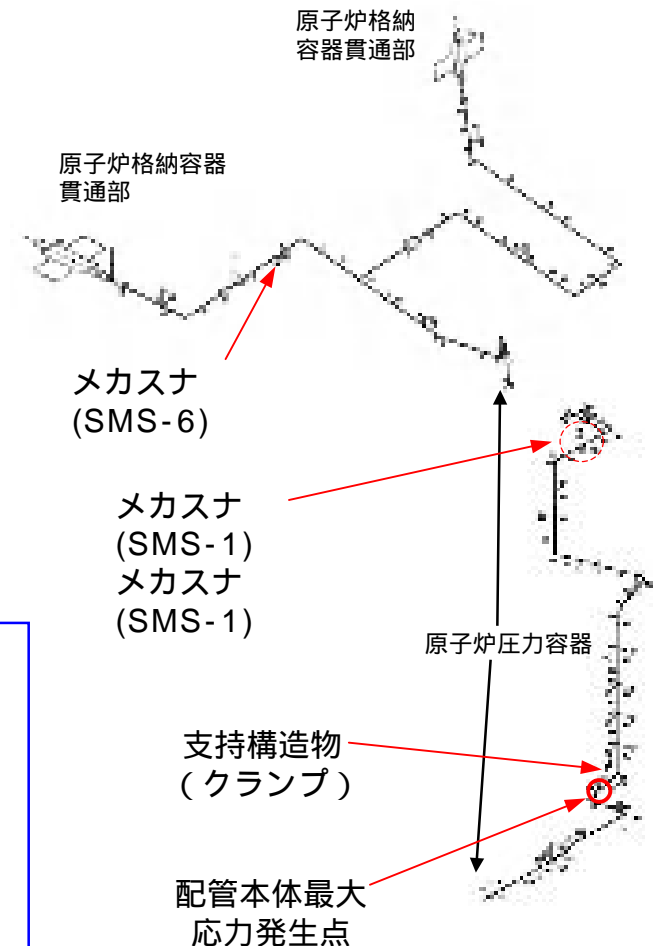 原子炉格納
容器貫通部
原子炉格納容器
貫通部
メカスナ
(SMS-6)
メカスナ
(SMS-1)
メカスナ
(SMS-1)
原子炉圧力容器
支持構造物
(クランプ)
配管本体最大
応力発生点